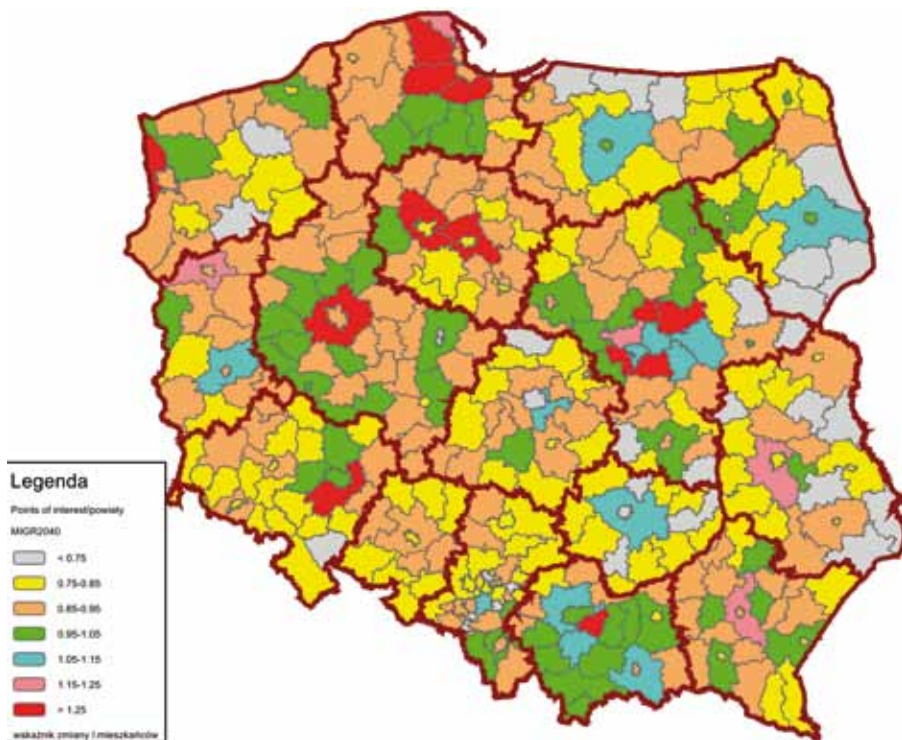 Legenda
Points of interest/powiaty
MIGR2040
< 0.75
0.75-0.85
0.85-0.95
0.95-1.05
1.05-1.15
1.15-1.25
> 1.25
wskaźnik zmiany l mieszkańców